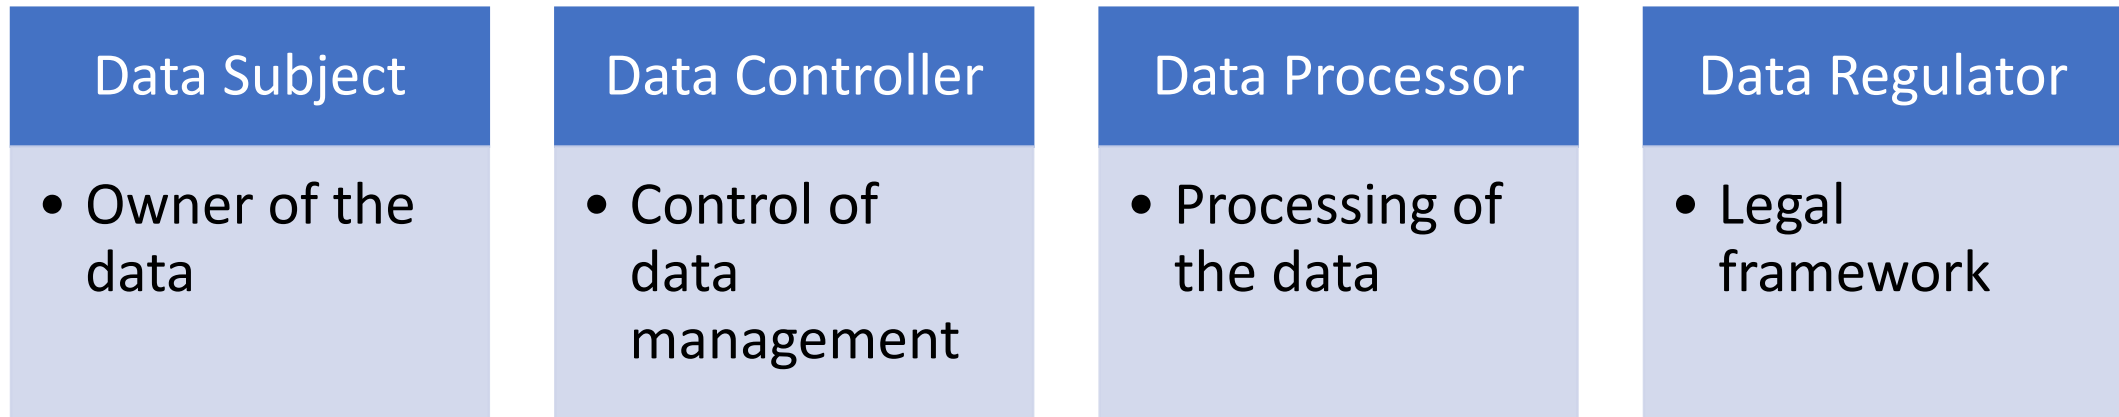 Data Subject
• Owner of the
data
Data Controller
• Control of
data
management
Data Processor
• Processing of
the data
Data Regulator
• Legal
framework